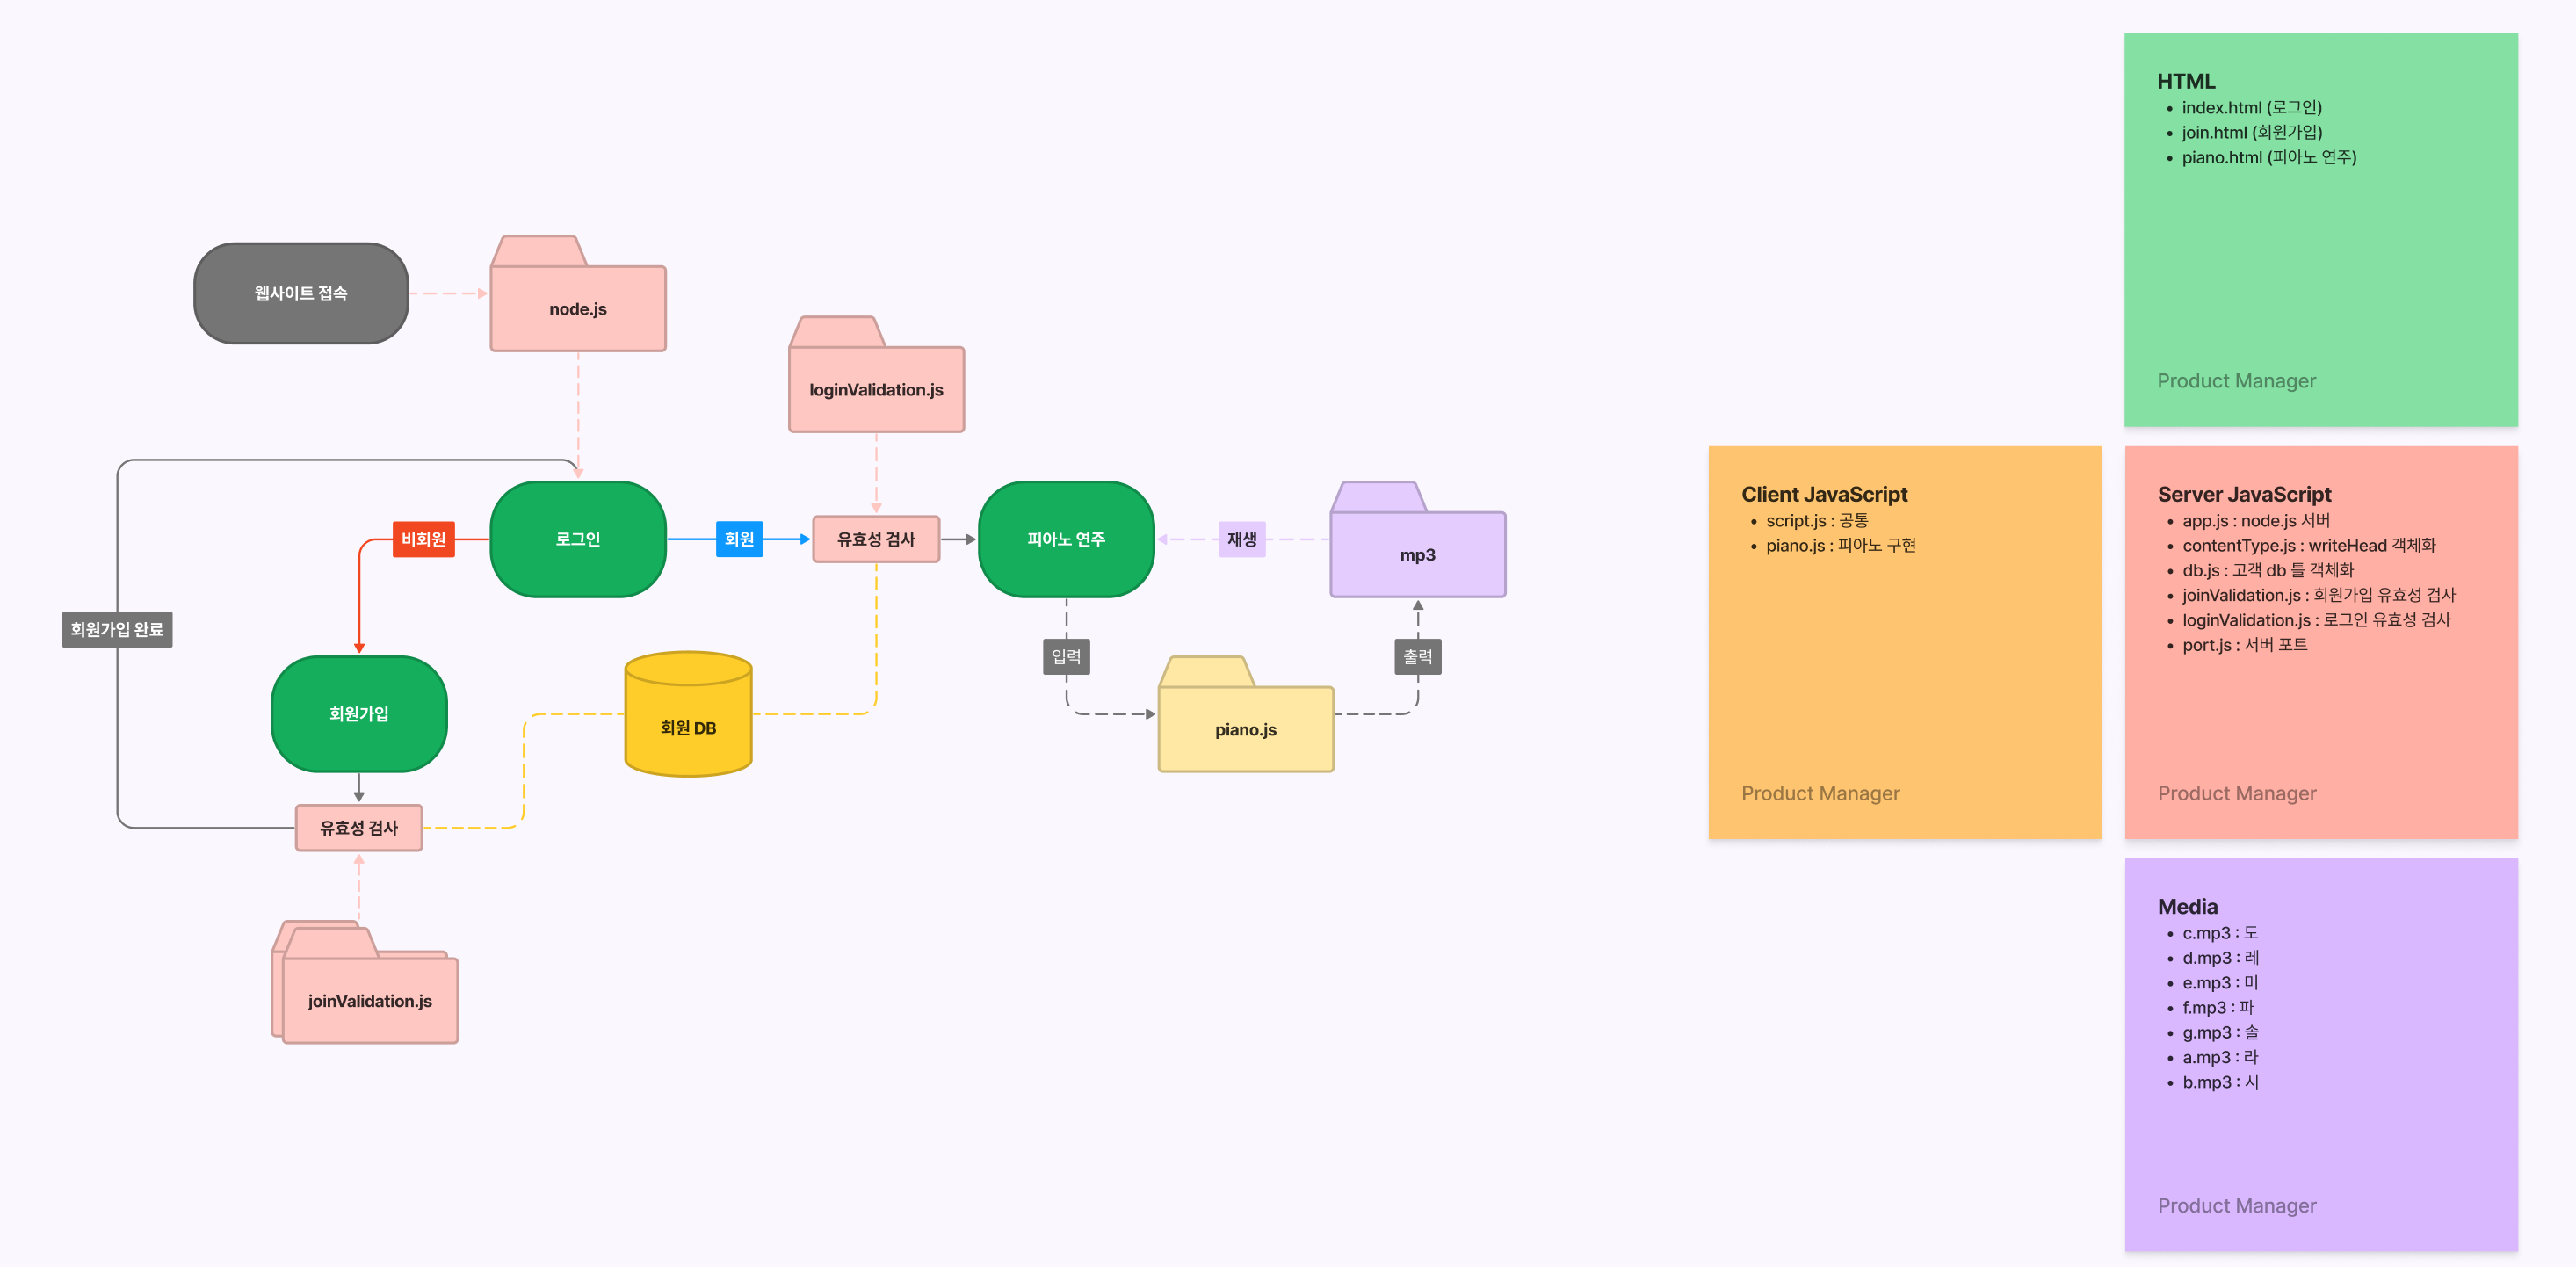 웹사이트 접속
node.js
loginValidation.js
로그인
비회원
회원
유효성 검사
피아노 연주
재생
mp3
회원가입 완료
회원가입
회원 DB
입력
출력
piano.js
유효성 검사
joinValidation.js
HTML
• index.html (로그인)
• join.html (회원가입)
• piano.html (피아노 연주)
Product Manager
Client JavaScript
• script.js : 공통
• piano.js : 피아노 구현
Product Manager
Server JavaScript
• app.js : node.js 서버
• contentType.js : writeHead 객체화
• db.js : 고객 db 틀 객체화
• joinValidation.js : 회원가입 유효성 검사
• loginValidation.js : 로그인 유효성 검사
• port.js : 서버 포트
Product Manager
Media
• c.mp3 : 도
• d.mp3 : 레
• e.mp3 : 미
• f.mp3 : 파
• g.mp3 : 솔
• a.mp3 : 라
• b.mp3 : 시
Product Manager